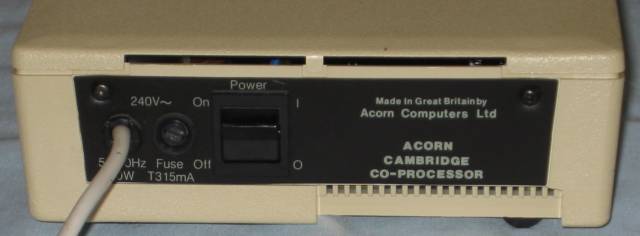 Power
240V~ On I
Fuse Off O
T315mA
Made in Great Britain by
Acorn Computers Ltd
ACORN
CAMBRIDGE
CO-PROCESSOR